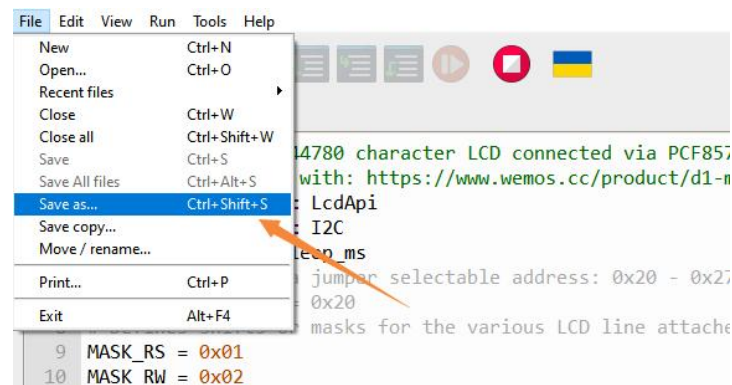 File Edit View Run Tools Help
New Ctrl+N
Open... Ctrl+O
Recent files
Close Ctrl+W
Close all Ctrl+Shift+W
Save Ctrl+S
Save All files Ctrl+Alt+S
Save as... Ctrl+Shift+S
Save copy...
Move / rename...
Print... Ctrl+P
Exit Alt+F4
44780 character LCD connected via PCF857
with: https://www.wemos.cc/product/d1-m
LcdApi
I2C
leep_ms
jumper selectable address: 0x20 - 0x27
= 0x20
masks for the various LCD line attache
9 MASK_RS = 0x01
10 MASK_RW = 0x02